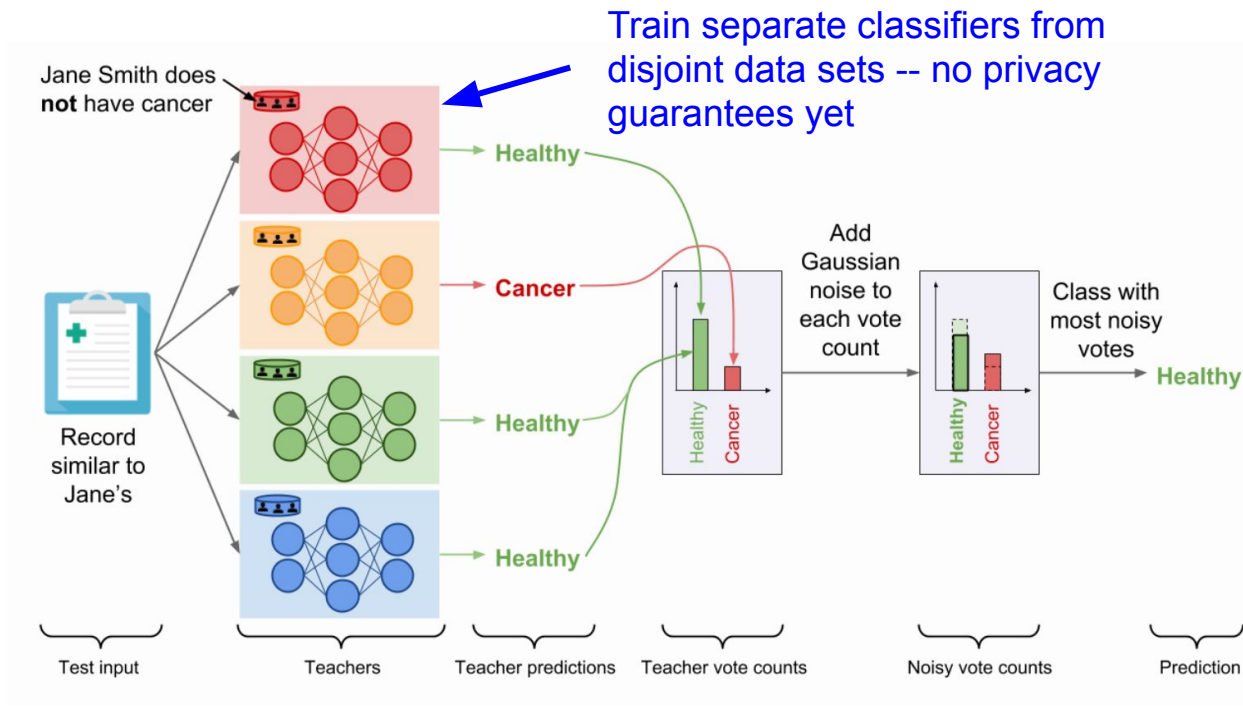 Train separate classifiers from
disjoint data sets -- no privacy
guarantees yet
Jane Smith does
not have cancer
Healthy
Cancer
Healthy
Healthy
Record
similar to
Jane's
Healthy
Cancer
Add
Gaussian
noise to
each vote
count
Healthy
Cancer
Class with
most noisy
votes
Healthy
Test input
Teachers
Teacher predictions
Teacher vote counts
Noisy vote counts
Prediction